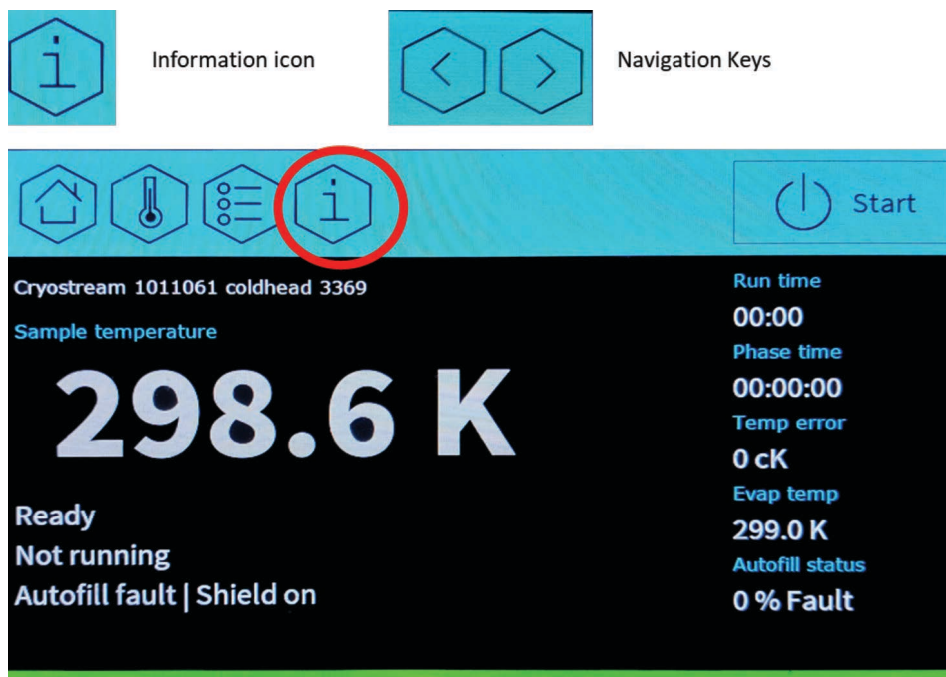 i
Information icon
< >
Navigation Keys
i
Start
Cryostream 1011061 coldhead 3369
Sample temperature
298.6 K
Ready
Not running
Autofill fault | Shield on
Run time
00:00
Phase time
00:00:00
Temp error
0 cK
Evap temp
299.0 K
Autofill status
0 % Fault